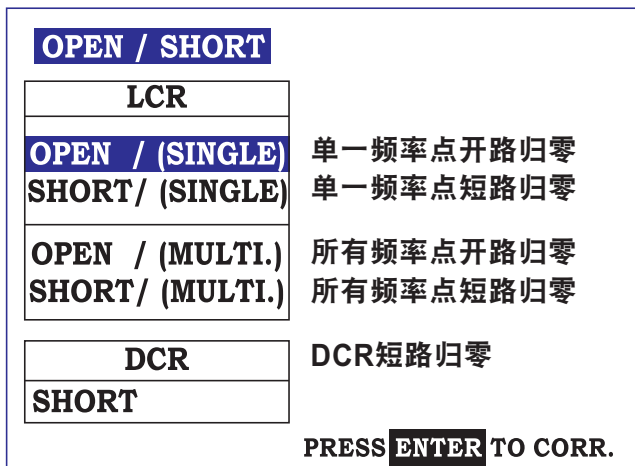 OPEN / SHORT
LCR
OPEN / (SINGLE) 单一频率点开路归零
SHORT/ (SINGLE) 单一频率点短路归零
OPEN / (MULTI.) 所有频率点开路归零
SHORT/ (MULTI.) 所有频率点短路归零
DCR DCR短路归零
SHORT
PRESS ENTER TO CORR.